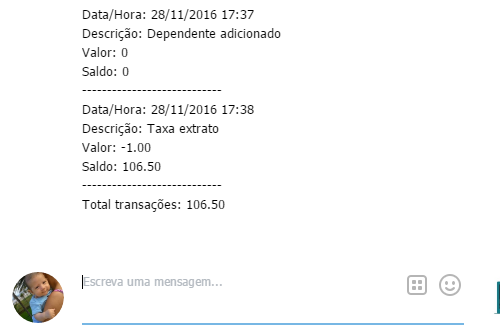 Data/Hora: 28/11/2016 17:37
Descrição: Dependente adicionado
Valor: 0
Saldo: 0
----------------------------
Data/Hora: 28/11/2016 17:38
Descrição: Taxa extrato
Valor: -1.00
Saldo: 106.50
----------------------------
Total transações: 106.50
Escreva uma mensagem...